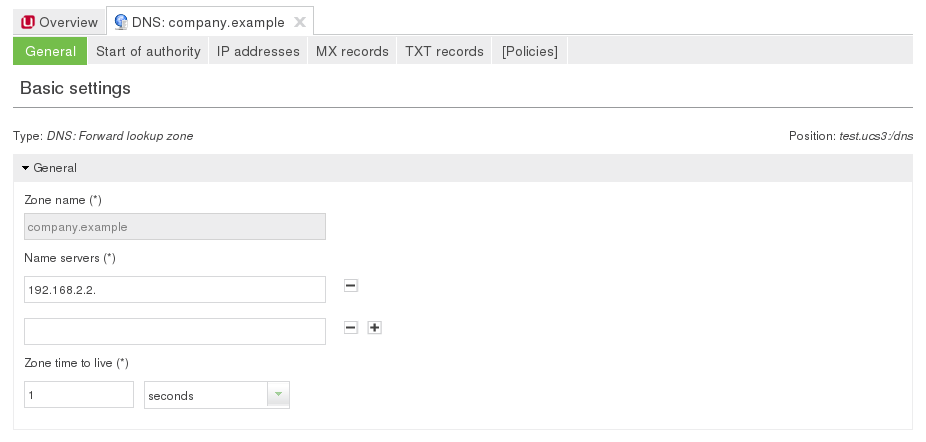 Overview DNS: company.example
General Start of authority IP addresses MX records TXT records [Policies]
Basic settings
Type: DNS: Forward lookup zone Position: test.ucs3:/dns
General
Zone name (*)
company.example
Name servers (*)
192.168.2.2.
Zone time to live (*)
1 seconds